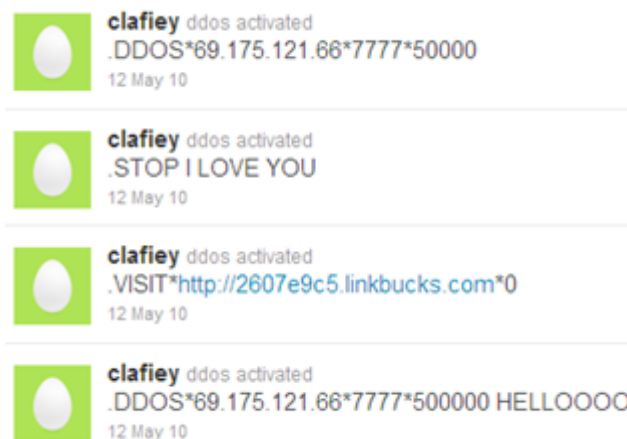 clafiey ddos activated
.DDOS*69.175.121.66*7777*50000
12 May 10
clafiey ddos activated
.STOP I LOVE YOU
12 May 10
clafiey ddos activated
.VISIT*http://2607e9c5.linkbucks.com*0
12 May 10
clafiey ddos activated
.DDOS*69.175.121.66*7777*500000 HELLOOOO
12 May 10